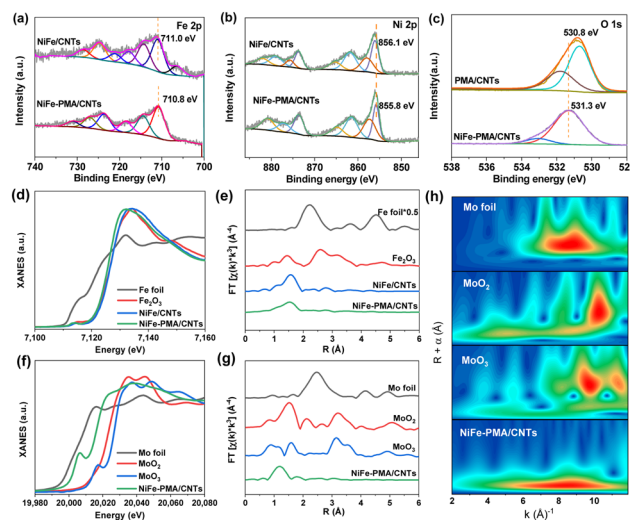 (a)
Fe 2p
NiFe/CNTs
711.0 eV
NiFe-PMA/CNTs
710.8 eV
Intensity (a.u.)
740 730 720 710 700
Binding energy (eV)
(b)
Ni 2p
NiFe/CNTs
856.1 eV
NiFe-PMA/CNTs
855.8 eV
Intensity (a.u.)
880 870 860 850
Binding Energy (eV)
(c)
O 1s
530.8 eV
PMA/CNTs
531.3 eV
NiFe-PMA/CNTs
Intensity(a.u.)
538 536 534 532 530 52
Binding energy (eV)
(d)
XANES (a.u.)
Fe foil
Fe₂O₃
NiFe/CNTs
NiFe-PMA/CNTs
7,100 7,120 7,140 7,160
Energy (eV)
(e)
FT [χ(k)*k³] (Å⁻⁴)
Fe foil*0.5
Fe₂O₃
NiFe/CNTs
NiFe-PMA/CNTs
0 1 2 3 4 5 6
R (Å)
(f)
XANES (a.u.)
Mo foil
MoO₂
MoO₃
NiFe-PMA/CNTs
19,980 20,000 20,020 20,040 20,060 20,080
Energy (eV)
(g)
FT [χ(k)*k³] (Å⁻⁴)
Mo foil
MoO₂
MoO₃
NiFe-PMA/CNTs
0 1 2 3 4 5 6
R (Å)
(h)
Mo foil
MoO₂
MoO₃
NiFe-PMA/CNTs
R + α (Å)
2 4 6 8 10
k (Å)⁻¹